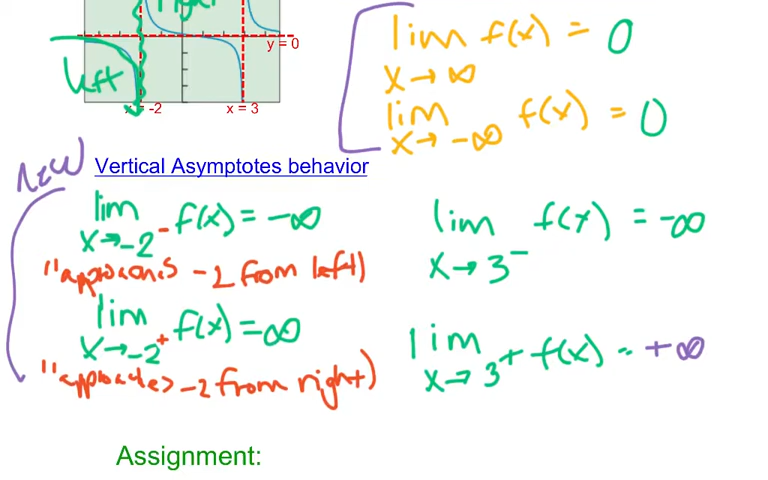 right
left
y = 0
x = -2
x = 3
lim f(x) = 0
x → ∞
lim f(x) = 0
x → -∞
NEW
Vertical Asymptotes behavior
lim f(x) = -∞
x → -2⁻
"approaches -2 from left)
lim f(x) = ∞
x → -2⁺
"approaches -2 from right)
lim f(x) = -∞
x → 3⁻
lim f(x) = +∞
x → 3⁺
Assignment: